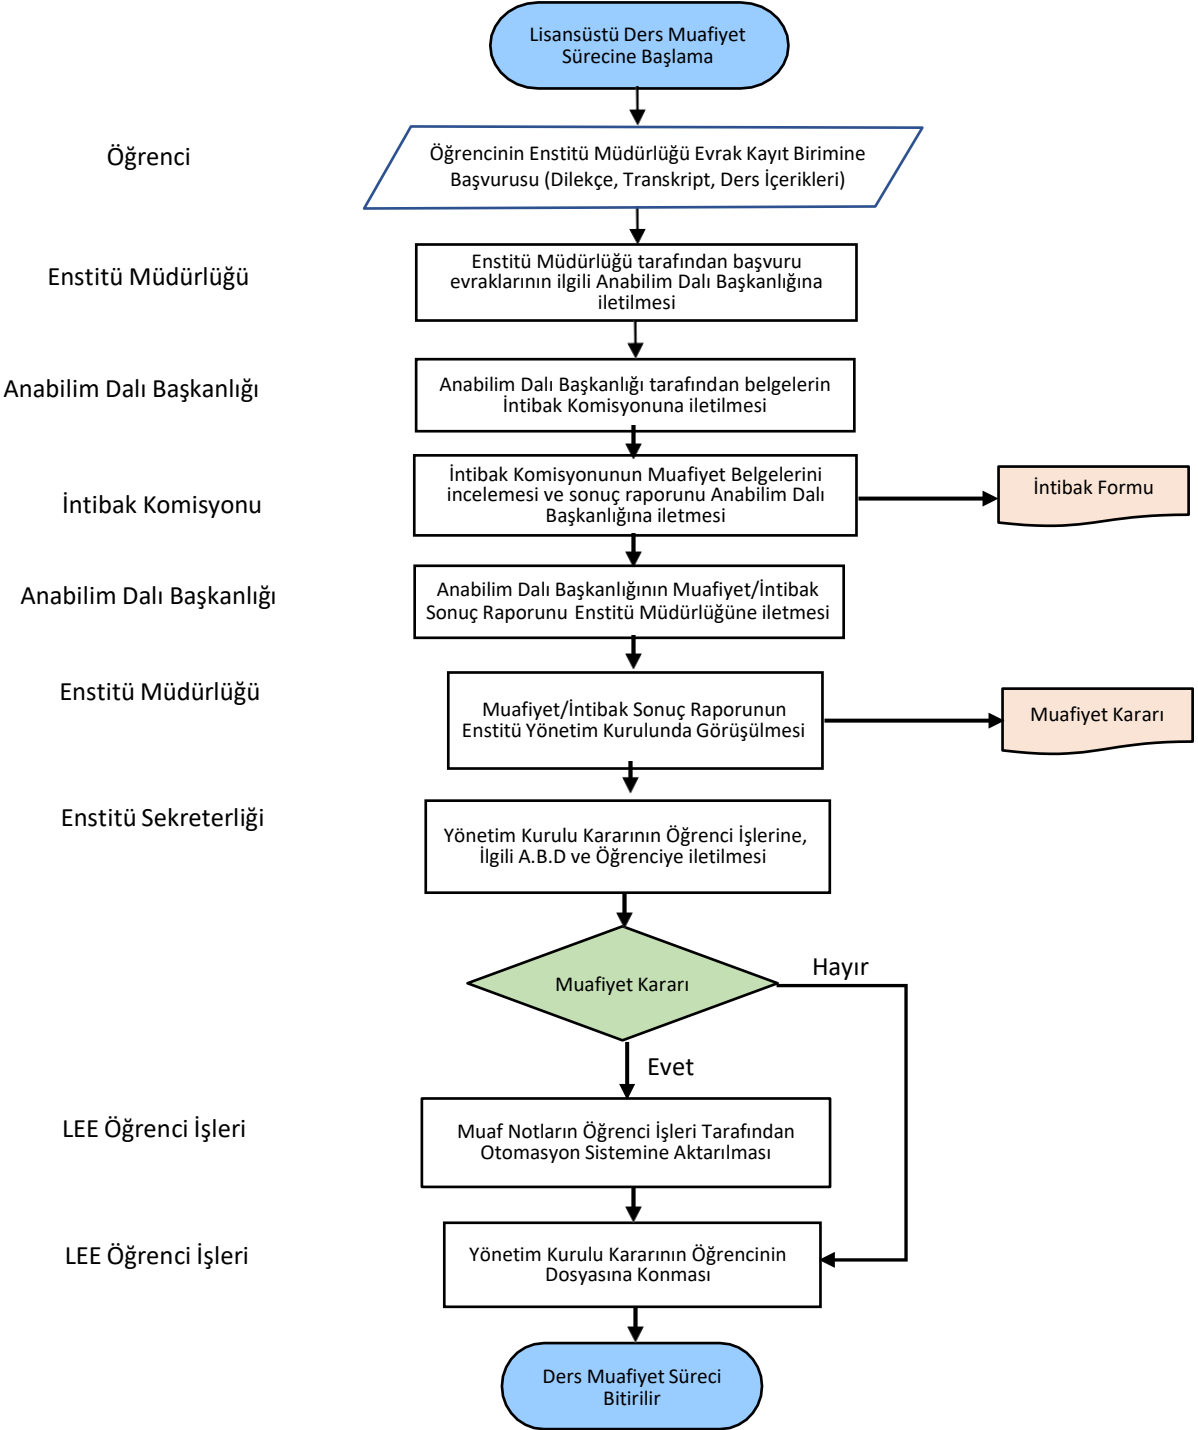 Lisansüstü Ders Muafiyet
Sürecine Başlama
Öğrenci
Öğrencinin Enstitü Müdürlüğü Evrak Kayıt Birimine
Başvurusu (Dilekçe, Transkript, Ders İçerikleri)
Enstitü Müdürlüğü
Enstitü Müdürlüğü tarafından başvuru
evraklarının ilgili Anabilim Dalı Başkanlığına
iletilmesi
Anabilim Dalı Başkanlığı
Anabilim Dalı Başkanlığı tarafından belgelerin
İntibak Komisyonuna iletilmesi
İntibak Komisyonu
İntibak Komisyonunun Muafiyet Belgelerini
incelemesi ve sonuç raporunu Anabilim Dalı
Başkanlığına iletmesi
İntibak Formu
Anabilim Dalı Başkanlığı
Anabilim Dalı Başkanlığının Muafiyet/İntibak
Sonuç Raporunu Enstitü Müdürlüğüne iletmesi
Enstitü Müdürlüğü
Muafiyet/İntibak Sonuç Raporunun
Enstitü Yönetim Kurulunda Görüşülmesi
Muafiyet Kararı
Enstitü Sekreterliği
Yönetim Kurulu Kararının Öğrenci İşlerine,
İlgili A.B.D ve Öğrenciye iletilmesi
Muafiyet Kararı
Hayır
Evet
LEE Öğrenci İşleri
Muaf Notların Öğrenci İşleri Tarafından
Otomasyon Sistemine Aktarılması
LEE Öğrenci İşleri
Yönetim Kurulu Kararının Öğrencinin
Dosyasına Konması
Ders Muafiyet Süreci
Bitirilir